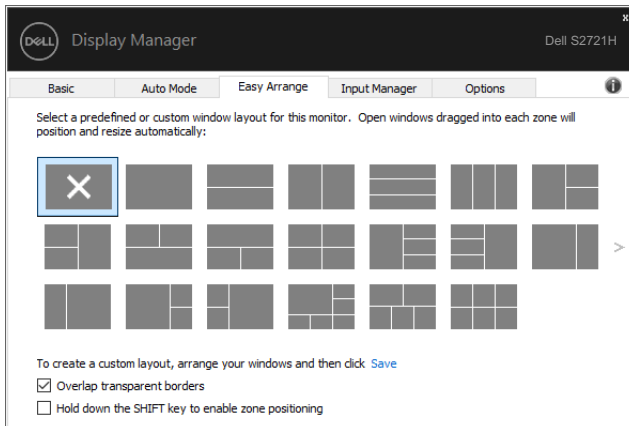 x
DELL Display Manager Dell S2721H
Basic Auto Mode Easy Arrange Input Manager Options
Select a predefined or custom window layout for this monitor. Open windows dragged into each zone will
position and resize automatically:
To create a custom layout, arrange your windows and then click Save
Overlap transparent borders
Hold down the SHIFT key to enable zone positioning